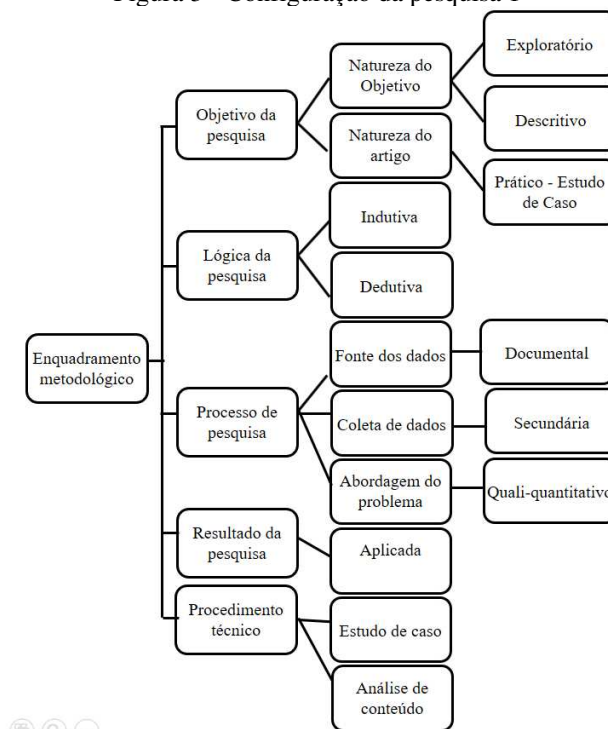 Figura 3 - Configuração da pesquisa 1
Exploratório
Natureza do
Objetivo
Objetivo da
pesquisa
Descritivo
Natureza do
artigo
Prático - Estudo
de Caso
Indutiva
Lógica da
pesquisa
Dedutiva
Enquadramento
metodológico
Fonte dos dados
Documental
Processo de
pesquisa
Coleta de dados
Secundária
Abordagem do
problema
Quali-quantitativo
Resultado da
pesquisa
Aplicada
Procedimento
técnico
Estudo de caso
Análise de
conteúdo